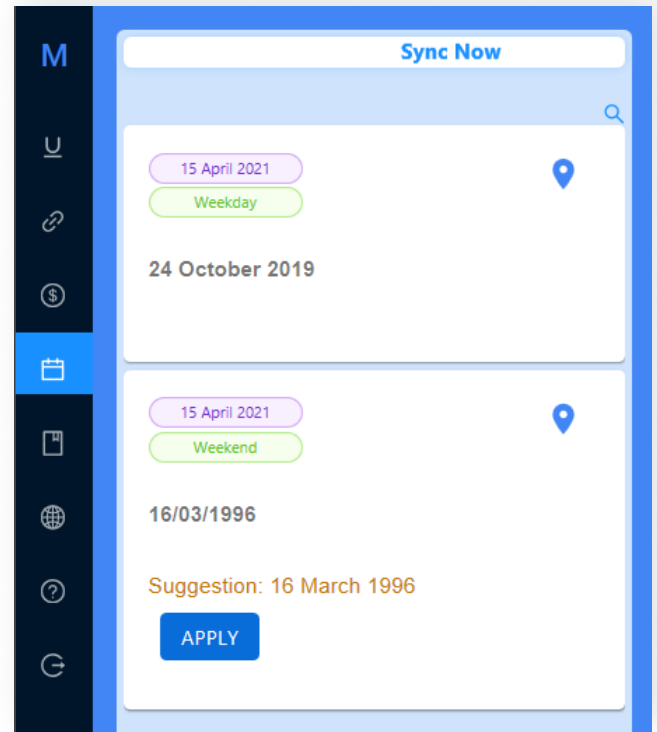 M
Sync Now
15 April 2021
Weekday
24 October 2019
15 April 2021
Weekend
16/03/1996
Suggestion: 16 March 1996
APPLY